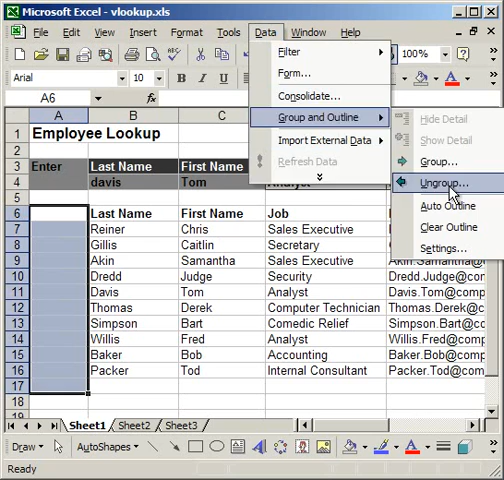 Microsoft Excel - vlookup.xls
File Edit View Insert Format Tools Data Window Help
100%
Arial 10 B I U
A6
Filter
Form...
Consolidate...
Group and Outline
Import External Data
Refresh Data
Hide Detail
Show Detail
Group...
Ungroup...
Auto Outline
Clear Outline
Settings...
A B C
1 Employee Lookup
2
3 Enter Last Name First Name
4 davis Tom Analyst
5
6 Last Name First Name Job
7 Reiner Chris Sales Executive
8 Gillis Caitlin Secretary
9 Akin Samantha Sales Executive Akin.Samantha@
10 Dredd Judge Security Dredd.Judge@comp
11 Davis Tom Analyst Davis.Tom@compa
12 Thomas Derek Computer Technician Thomas.Derek@con
13 Simpson Bart Comedic Relief Simpson.Bart@com
14 Willis Fred Analyst Willis.Fred@compa
15 Baker Bob Accounting Baker.Bob@compa
16 Packer Tod Internal Consultant Packer.Tod@comp
17
18
Sheet1 Sheet2 Sheet3
Draw AutoShapes
Ready